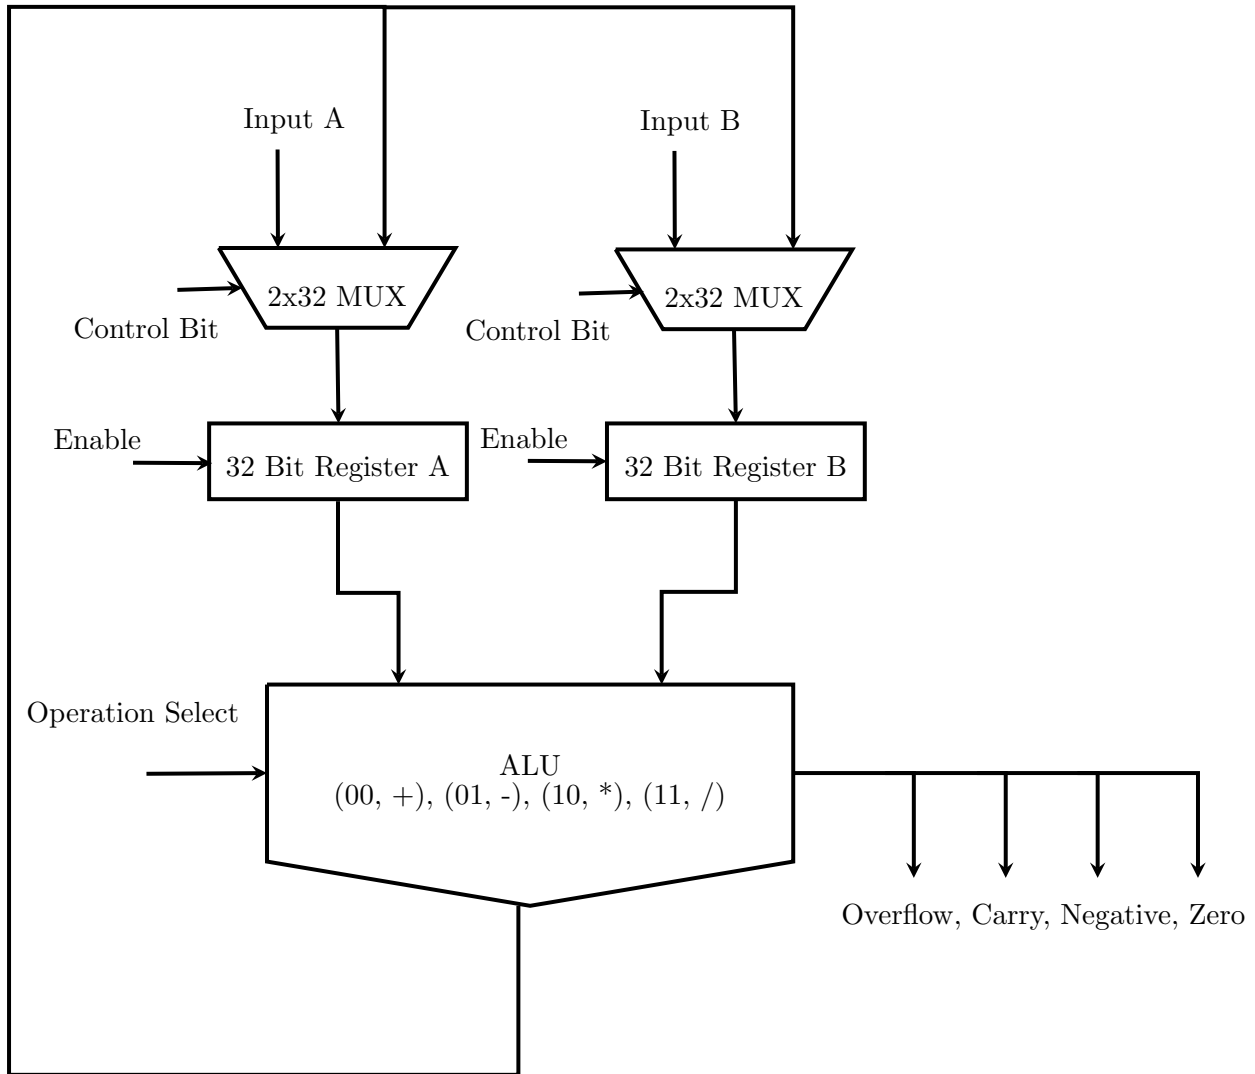 Input A
Input B
2x32 MUX
2x32 MUX
Control Bit
Control Bit
Enable
Enable
32 Bit Register A
32 Bit Register B
Operation Select
ALU
(00, +), (01, -), (10, *), (11, /)
Overflow, Carry, Negative, Zero